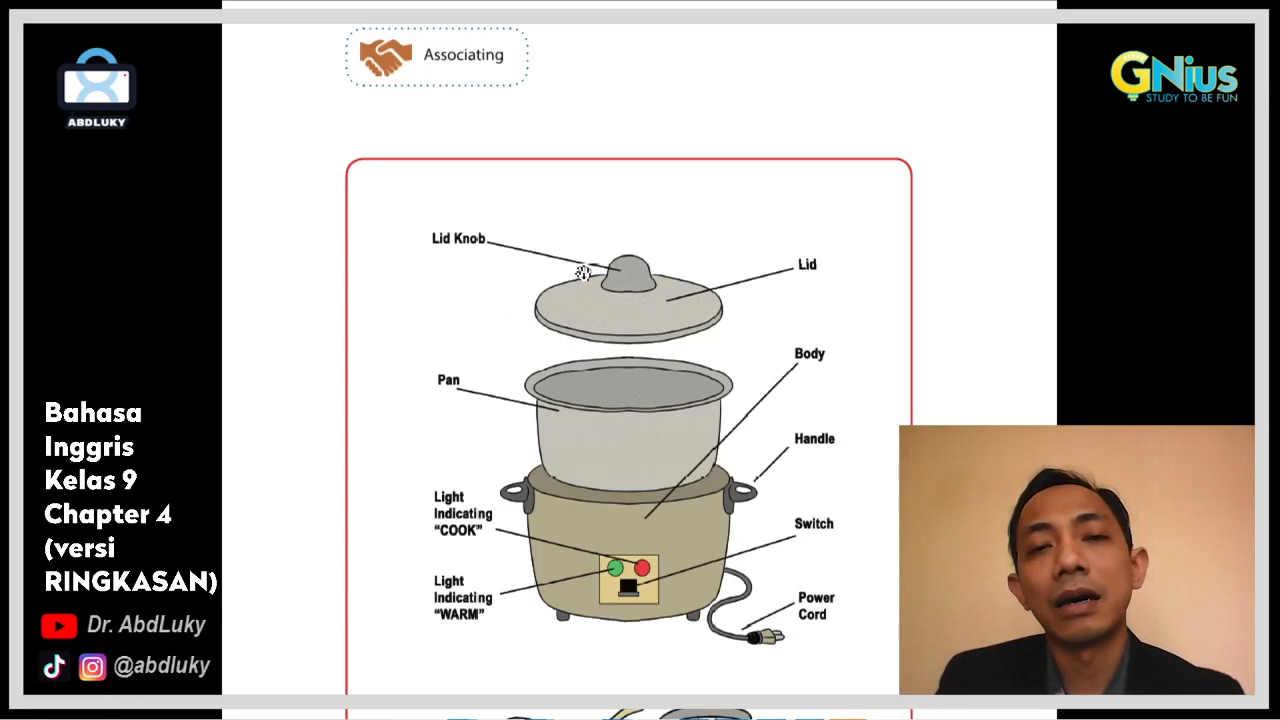 Associating
ABDLUKY
GNius
STUDY TO BE FUN
Lid Knob
Lid
Pan
Body
Handle
Light
Indicating
"COOK"
Switch
Light
Indicating
"WARM"
Power
Cord
Bahasa
Inggris
Kelas 9
Chapter 4
(versi
RINGKASAN)
Dr. AbdLuky
@abdluky